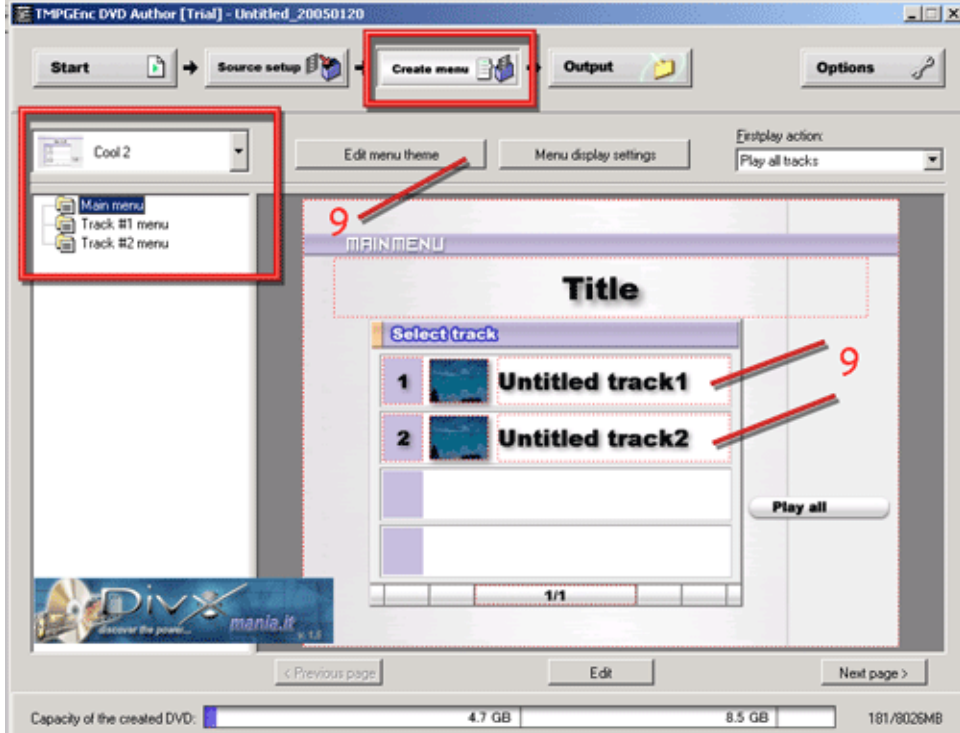 TMPGEnc DVD Author [Trial] - Untitled_20050120
Start
Source setup
Create menu
Output
Options
Cool 2
Edit menu theme
Menu display settings
Firstplay action:
Play all tracks
Main menu
Track #1 menu
Track #2 menu
9
MAINMENU
Title
Select track
1 Untitled track1
9
2 Untitled track2
Play all
1/1
DivX
mania.it
discover the power...
v. 1.5
< Previous page
Edit
Next page >
Capacity of the created DVD: 4.7 GB 8.5 GB 181/8026MB